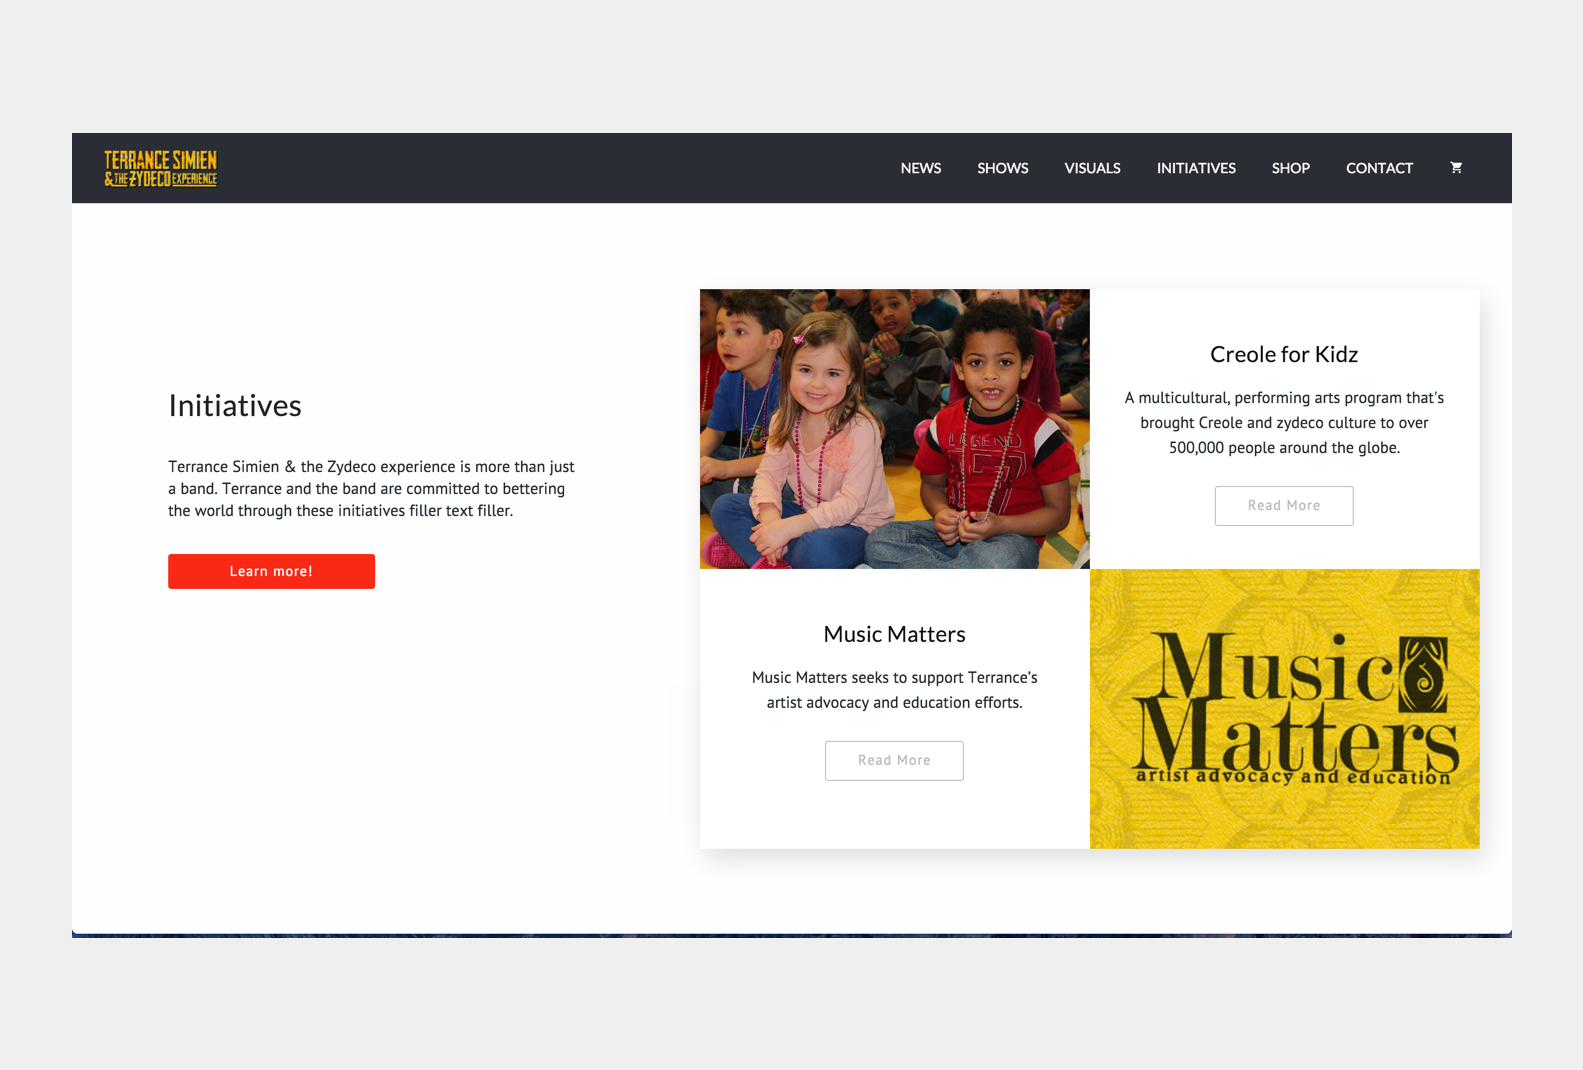 TERRANCE SIMIEN
& THE ZYDECO EXPERIENCE
NEWS SHOWS VISUALS INITIATIVES SHOP CONTACT
Initiatives
Terrance Simien & the Zydeco experience is more than just
a band. Terrance and the band are committed to bettering
the world through these initiatives filler text filler.
Learn more!
LEGEND
Creole for Kidz
A multicultural, performing arts program that's
brought Creole and zydeco culture to over
500,000 people around the globe.
Read More
Music Matters
Music Matters seeks to support Terrance’s
artist advocacy and education efforts.
Read More
Music
Matters
artist advocacy and education